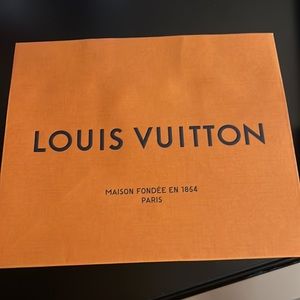 LOUIS VUITTON
MAISON FONDÉE EN 1854
PARIS